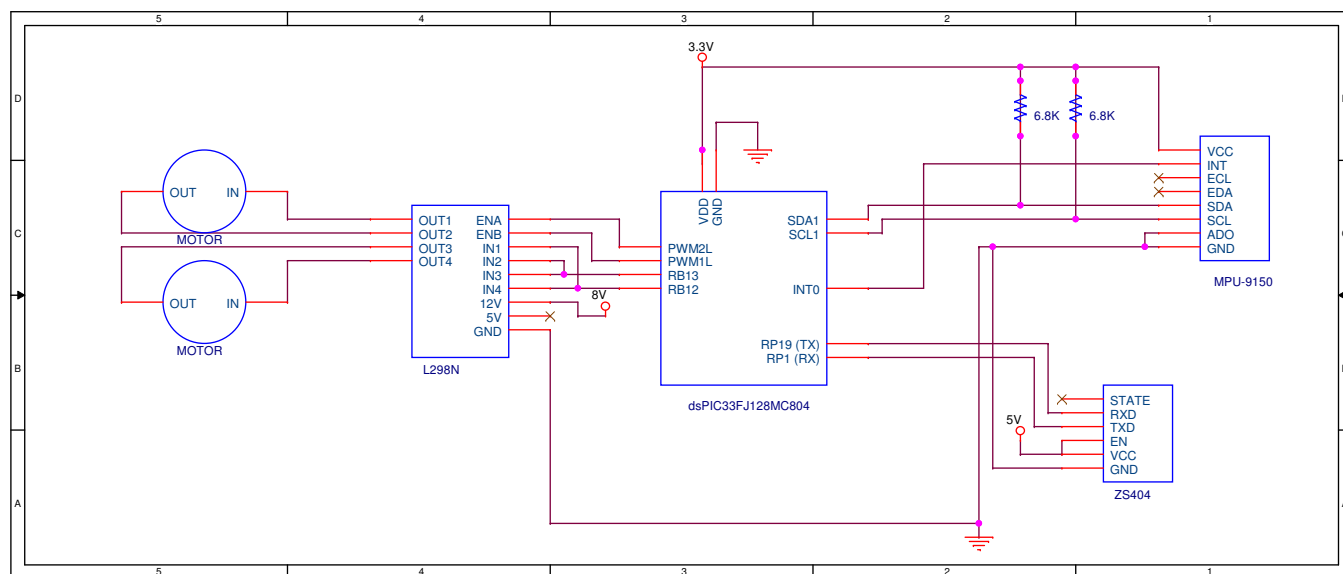 5 4 3 2 1
D
C
B
A
3.3V
6.8K 6.8K
VCC
INT
ECL
EDA
SDA
SCL
ADO
GND
MPU-9150
OUT IN
MOTOR
OUT IN
MOTOR
OUT1
OUT2
OUT3
OUT4
ENA
ENB
IN1
IN2
IN3
IN4
12V
5V
GND
L298N
8V
VDD
GND
PWM2L
PWM1L
RB13
RB12
SDA1
SCL1
INT0
RP19 (TX)
RP1 (RX)
dsPIC33FJ128MC804
5V
STATE
RXD
TXD
EN
VCC
GND
ZS404
5 4 3 2 1